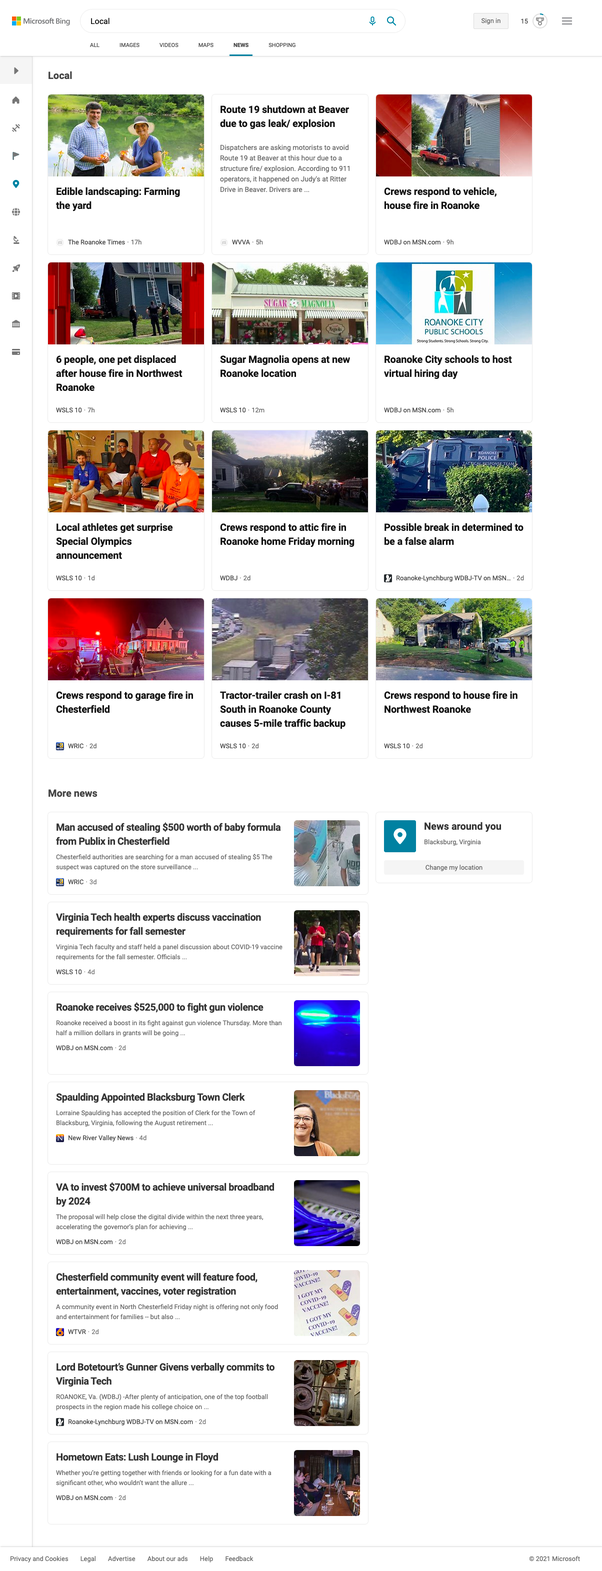 Microsoft Bing
Local
Sign in
15
ALL IMAGES VIDEOS MAPS NEWS SHOPPING
Local
Edible landscaping: Farming
the yard
The Roanoke Times · 17h
Route 19 shutdown at Beaver
due to gas leak/ explosion
Dispatchers are asking motorists to avoid
Route 19 at Beaver at this hour due to a
structure fire/ explosion. According to 911
operators, it happened on Judy's at Ritter
Drive in Beaver. Drivers are ...
WVVA · 5h
Crews respond to vehicle,
house fire in Roanoke
WDBJ on MSN.com · 9h
6 people, one pet displaced
after house fire in Northwest
Roanoke
WSLS 10 · 7h
SUGAR MAGNOLIA
Sugar Magnolia opens at new
Roanoke location
WSLS 10 · 12m
ROANOKE CITY
PUBLIC SCHOOLS
Strong Students. Strong Schools. Strong City.
Roanoke City schools to host
virtual hiring day
WDBJ on MSN.com · 5h
Local athletes get surprise
Special Olympics
announcement
WSLS 10 · 1d
Crews respond to attic fire in
Roanoke home Friday morning
WDBJ · 2d
POLICE
Possible break in determined to
be a false alarm
Roanoke-Lynchburg WDBJ-TV on MSN... · 2d
Crews respond to garage fire in
Chesterfield
WRIC · 2d
Tractor-trailer crash on I-81
South in Roanoke County
causes 5-mile traffic backup
WSLS 10 · 2d
Crews respond to house fire in
Northwest Roanoke
WSLS 10 · 2d
More news
Man accused of stealing $500 worth of baby formula
from Publix in Chesterfield
Chesterfield authorities are searching for a man accused of stealing $5 The
suspect was captured on the store surveillance ...
WRIC · 3d
News around you
Blacksburg, Virginia
Change my location
Virginia Tech health experts discuss vaccination
requirements for fall semester
Virginia Tech faculty and staff held a panel discussion about COVID-19 vaccine
requirements for the fall semester. Officials ...
WSLS 10 · 4d
Roanoke receives $525,000 to fight gun violence
Roanoke received a boost in its fight against gun violence Thursday. More than
half a million dollars in grants will be going ...
WDBJ on MSN.com · 2d
Spaulding Appointed Blacksburg Town Clerk
Lorraine Spaulding has accepted the position of Clerk for the Town of
Blacksburg, Virginia, following the August retirement ...
New River Valley News · 4d
VA to invest $700M to achieve universal broadband
by 2024
The proposal will help close the digital divide within the next three years,
accelerating the governor's plan for achieving ...
WDBJ on MSN.com · 2d
Chesterfield community event will feature food,
entertainment, vaccines, voter registration
A community event in North Chesterfield Friday night is offering not only food
and entertainment for families -- but also ...
WTVR · 2d
I GOT MY
COVID-19
VACCINE!
Lord Botetourt's Gunner Givens verbally commits to
Virginia Tech
ROANOKE, Va. (WDBJ) -After plenty of anticipation, one of the top football
prospects in the region made his college choice on ...
Roanoke-Lynchburg WDBJ-TV on MSN.com · 2d
Hometown Eats: Lush Lounge in Floyd
Whether you're getting together with friends or looking for a fun date with a
significant other, who wouldn't want the allure ...
WDBJ on MSN.com · 2d
Privacy and Cookies Legal Advertise About our ads Help Feedback
© 2021 Microsoft